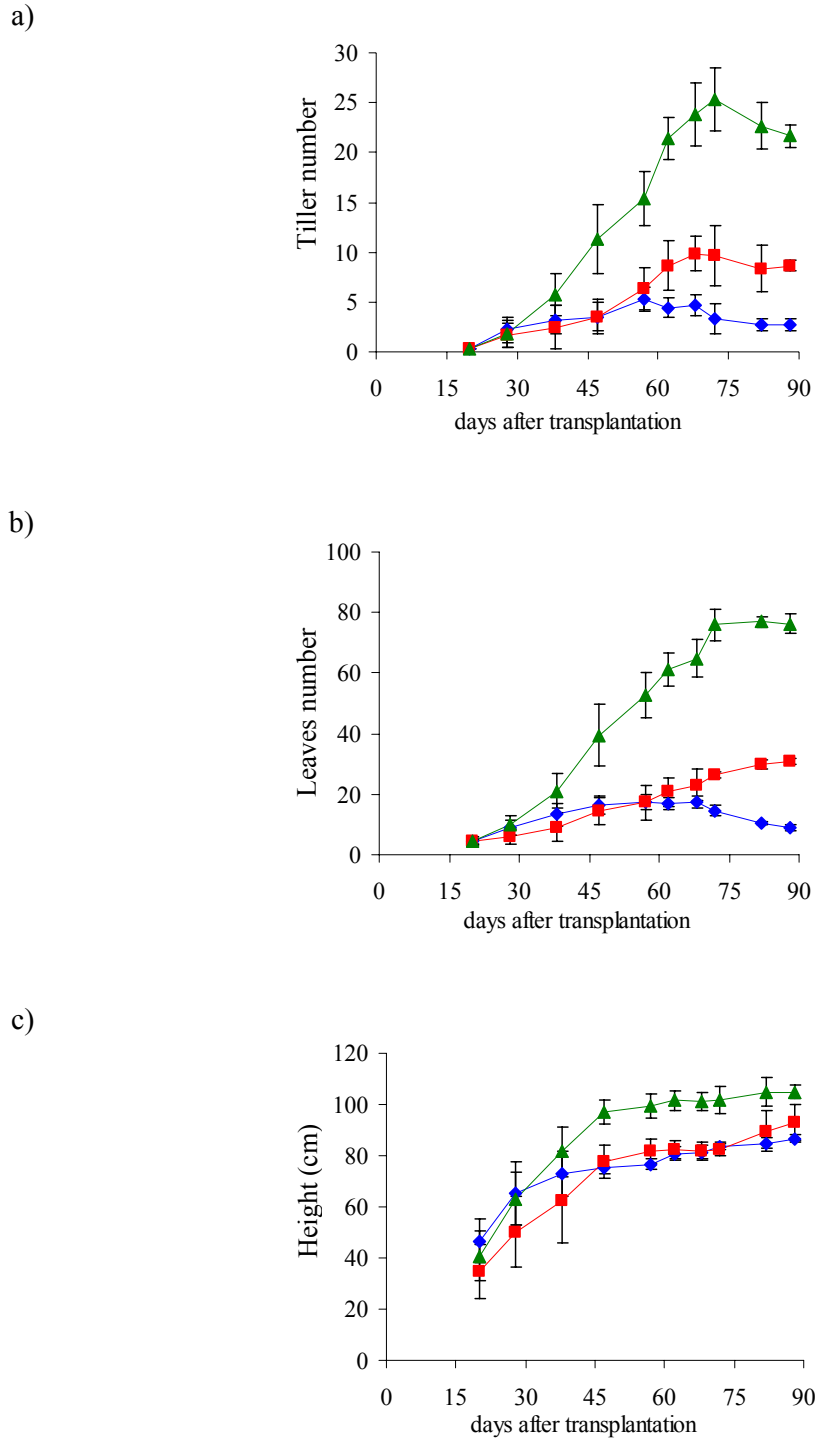 a)
30
25
20
15
10
5
0
Tiller number
0 15 30 45 60 75 90
days after transplantation
b)
100
80
60
40
20
0
Leaves number
0 15 30 45 60 75 90
days after transplantation
c)
120
100
80
60
40
20
0
Height (cm)
0 15 30 45 60 75 90
days after transplantation